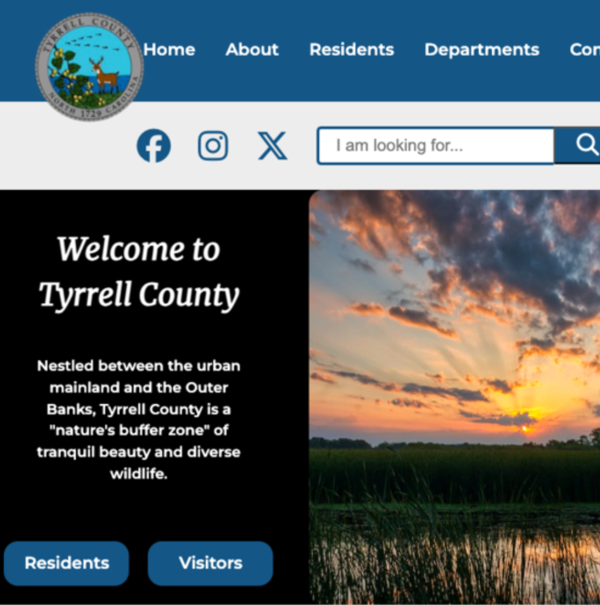 TYRRELL COUNTY
NORTH 1729 CAROLINA
Home About Residents Departments Con
I am looking for...
Welcome to
Tyrrell County
Nestled between the urban
mainland and the Outer
Banks, Tyrrell County is a
"nature's buffer zone" of
tranquil beauty and diverse
wildlife.
Residents Visitors